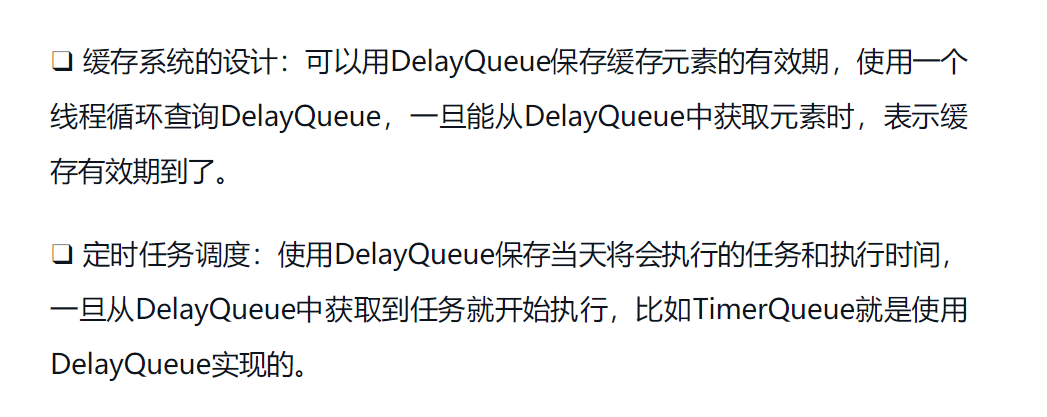 ❑ 缓存系统的设计：可以用DelayQueue保存缓存元素的有效期，使用一个
线程循环查询DelayQueue，一旦能从DelayQueue中获取元素时，表示缓
存有效期到了。
❑ 定时任务调度：使用DelayQueue保存当天将会执行的任务和执行时间，
一旦从DelayQueue中获取到任务就开始执行，比如TimerQueue就是使用
DelayQueue实现的。